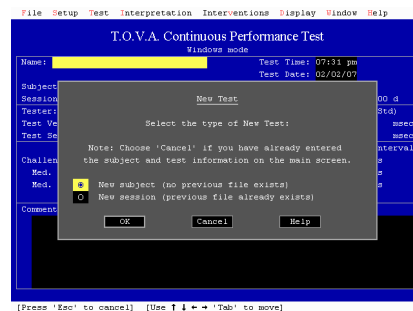 File Setup Test Interpretation Interventions Display Window Help
T.O.V.A. Continuous Performance Test
Windows mode
Name: Test Time: 07:31 pm
Test Date: 02/02/07
Subject
Session 00 d
Tester: Std)
Test Ve msec
Test Se msec
nterval
Challen s
Med. s
Med. s
Comment
New Test
Select the type of New Test:
Note: Choose 'Cancel' if you have already entered
the subject and test information on the main screen.
New subject (no previous file exists)
New session (previous file already exists)
OK Cancel Help
[Press 'Esc' to cancel] [Use ↑ ↓ ← → 'Tab' to move]